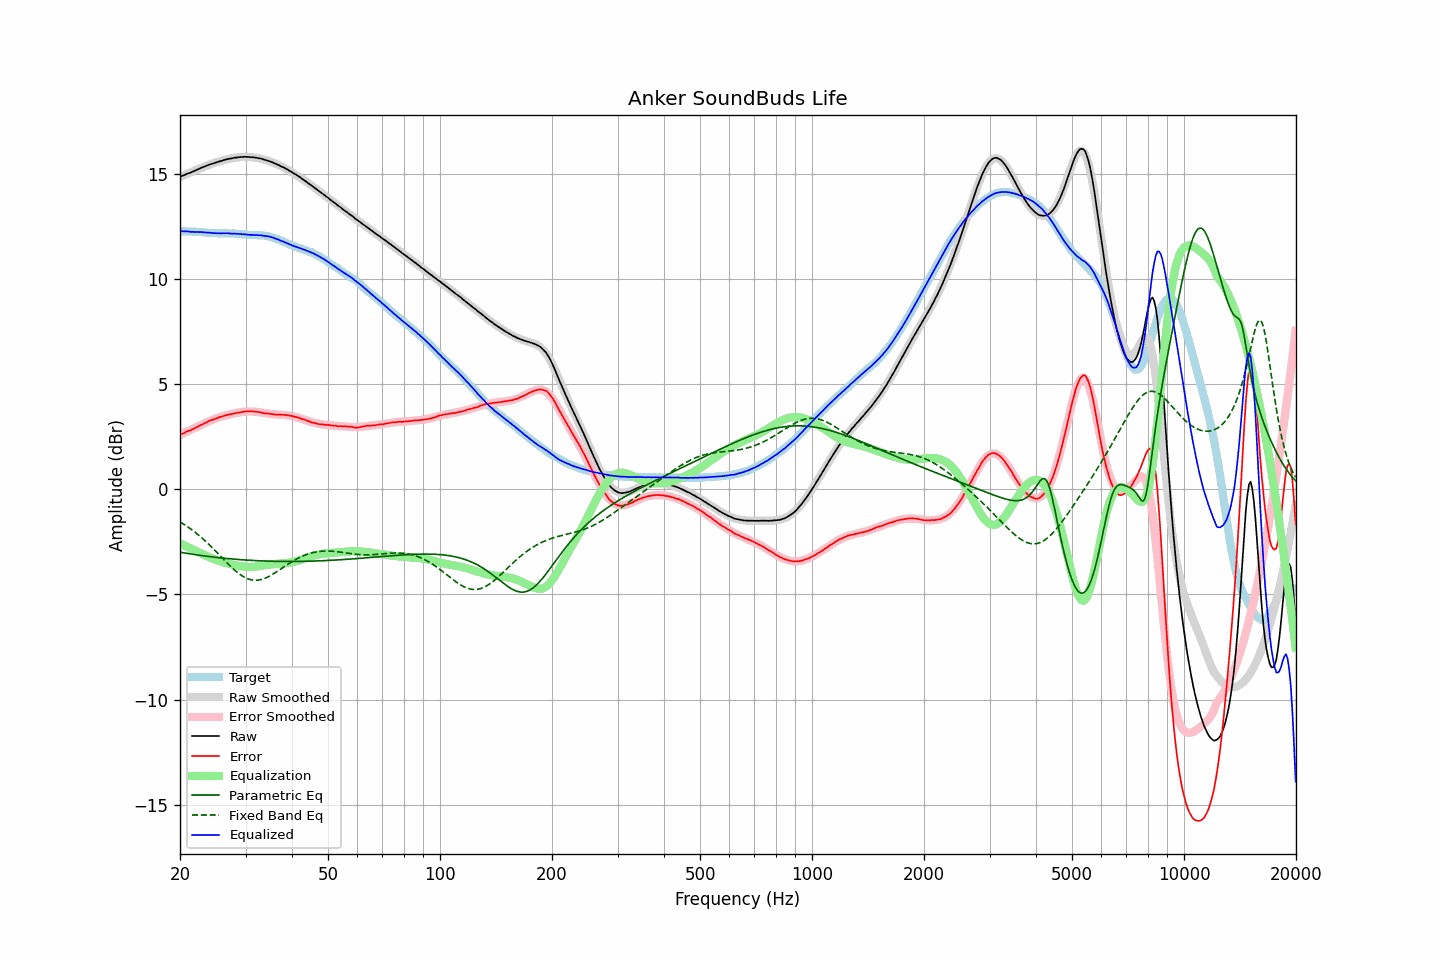 Anker SoundBuds Life
Amplitude (dBr)
15
10
5
0
−5
−10
−15
Target
Raw Smoothed
Error Smoothed
Raw
Error
Equalization
Parametric Eq
Fixed Band Eq
Equalized
20 50 100 200 500 1000 2000 5000 10000 20000
Frequency (Hz)